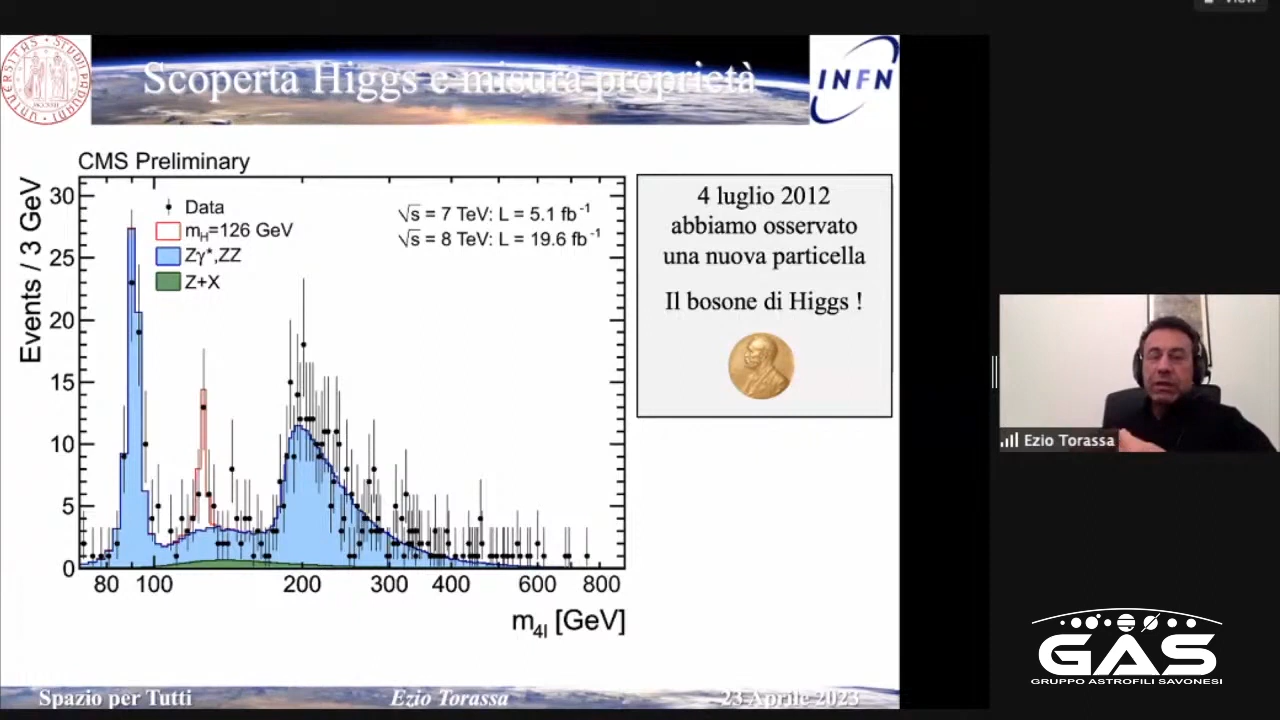 View
Scoperta Higgs e misura proprietà
INFN
CMS Preliminary
Events / 3 GeV
30
25
20
15
10
5
0
Data
m_H=126 GeV
Zγ*,ZZ
Z+X
√s = 7 TeV: L = 5.1 fb⁻¹
√s = 8 TeV: L = 19.6 fb⁻¹
80 100 200 300 400 600 800
m_4l [GeV]
4 luglio 2012
abbiamo osservato
una nuova particella
Il bosone di Higgs !
Ezio Torassa
GAS
GRUPPO ASTROFILI SAVONESI
Spazio per Tutti
Ezio Torassa
23 Aprile 2023